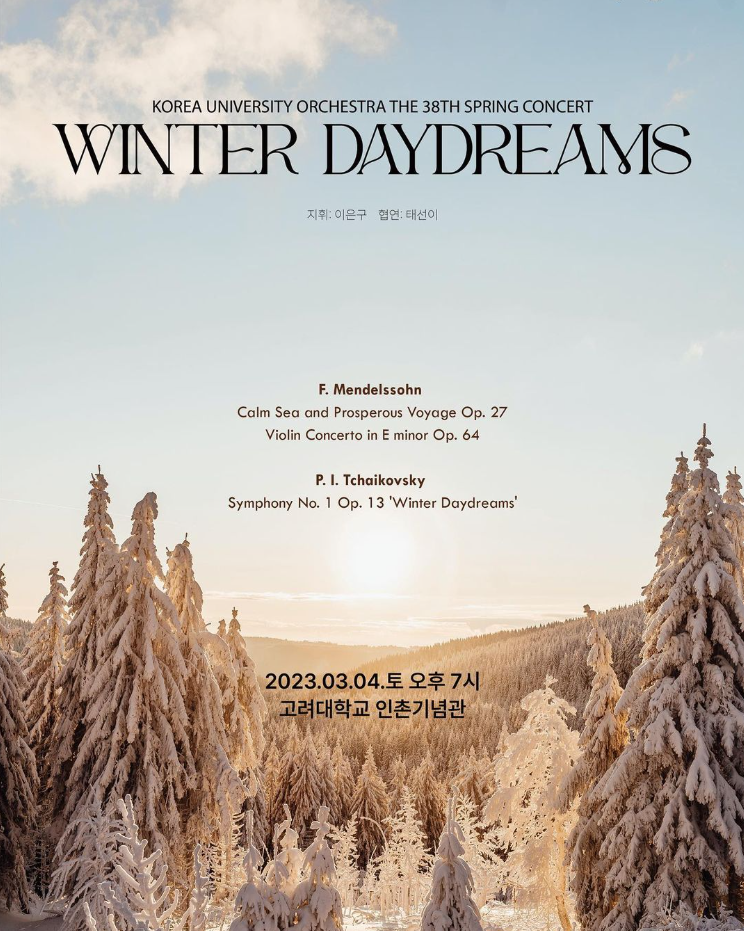 KOREA UNIVERSITY ORCHESTRA THE 38TH SPRING CONCERT
WINTER DAYDREAMS
지휘: 이은구 협연: 태선이
F. Mendelssohn
Calm Sea and Prosperous Voyage Op. 27
Violin Concerto in E minor Op. 64
P. I. Tchaikovsky
Symphony No. 1 Op. 13 'Winter Daydreams'
2023.03.04.토 오후 7시
고려대학교 인촌기념관